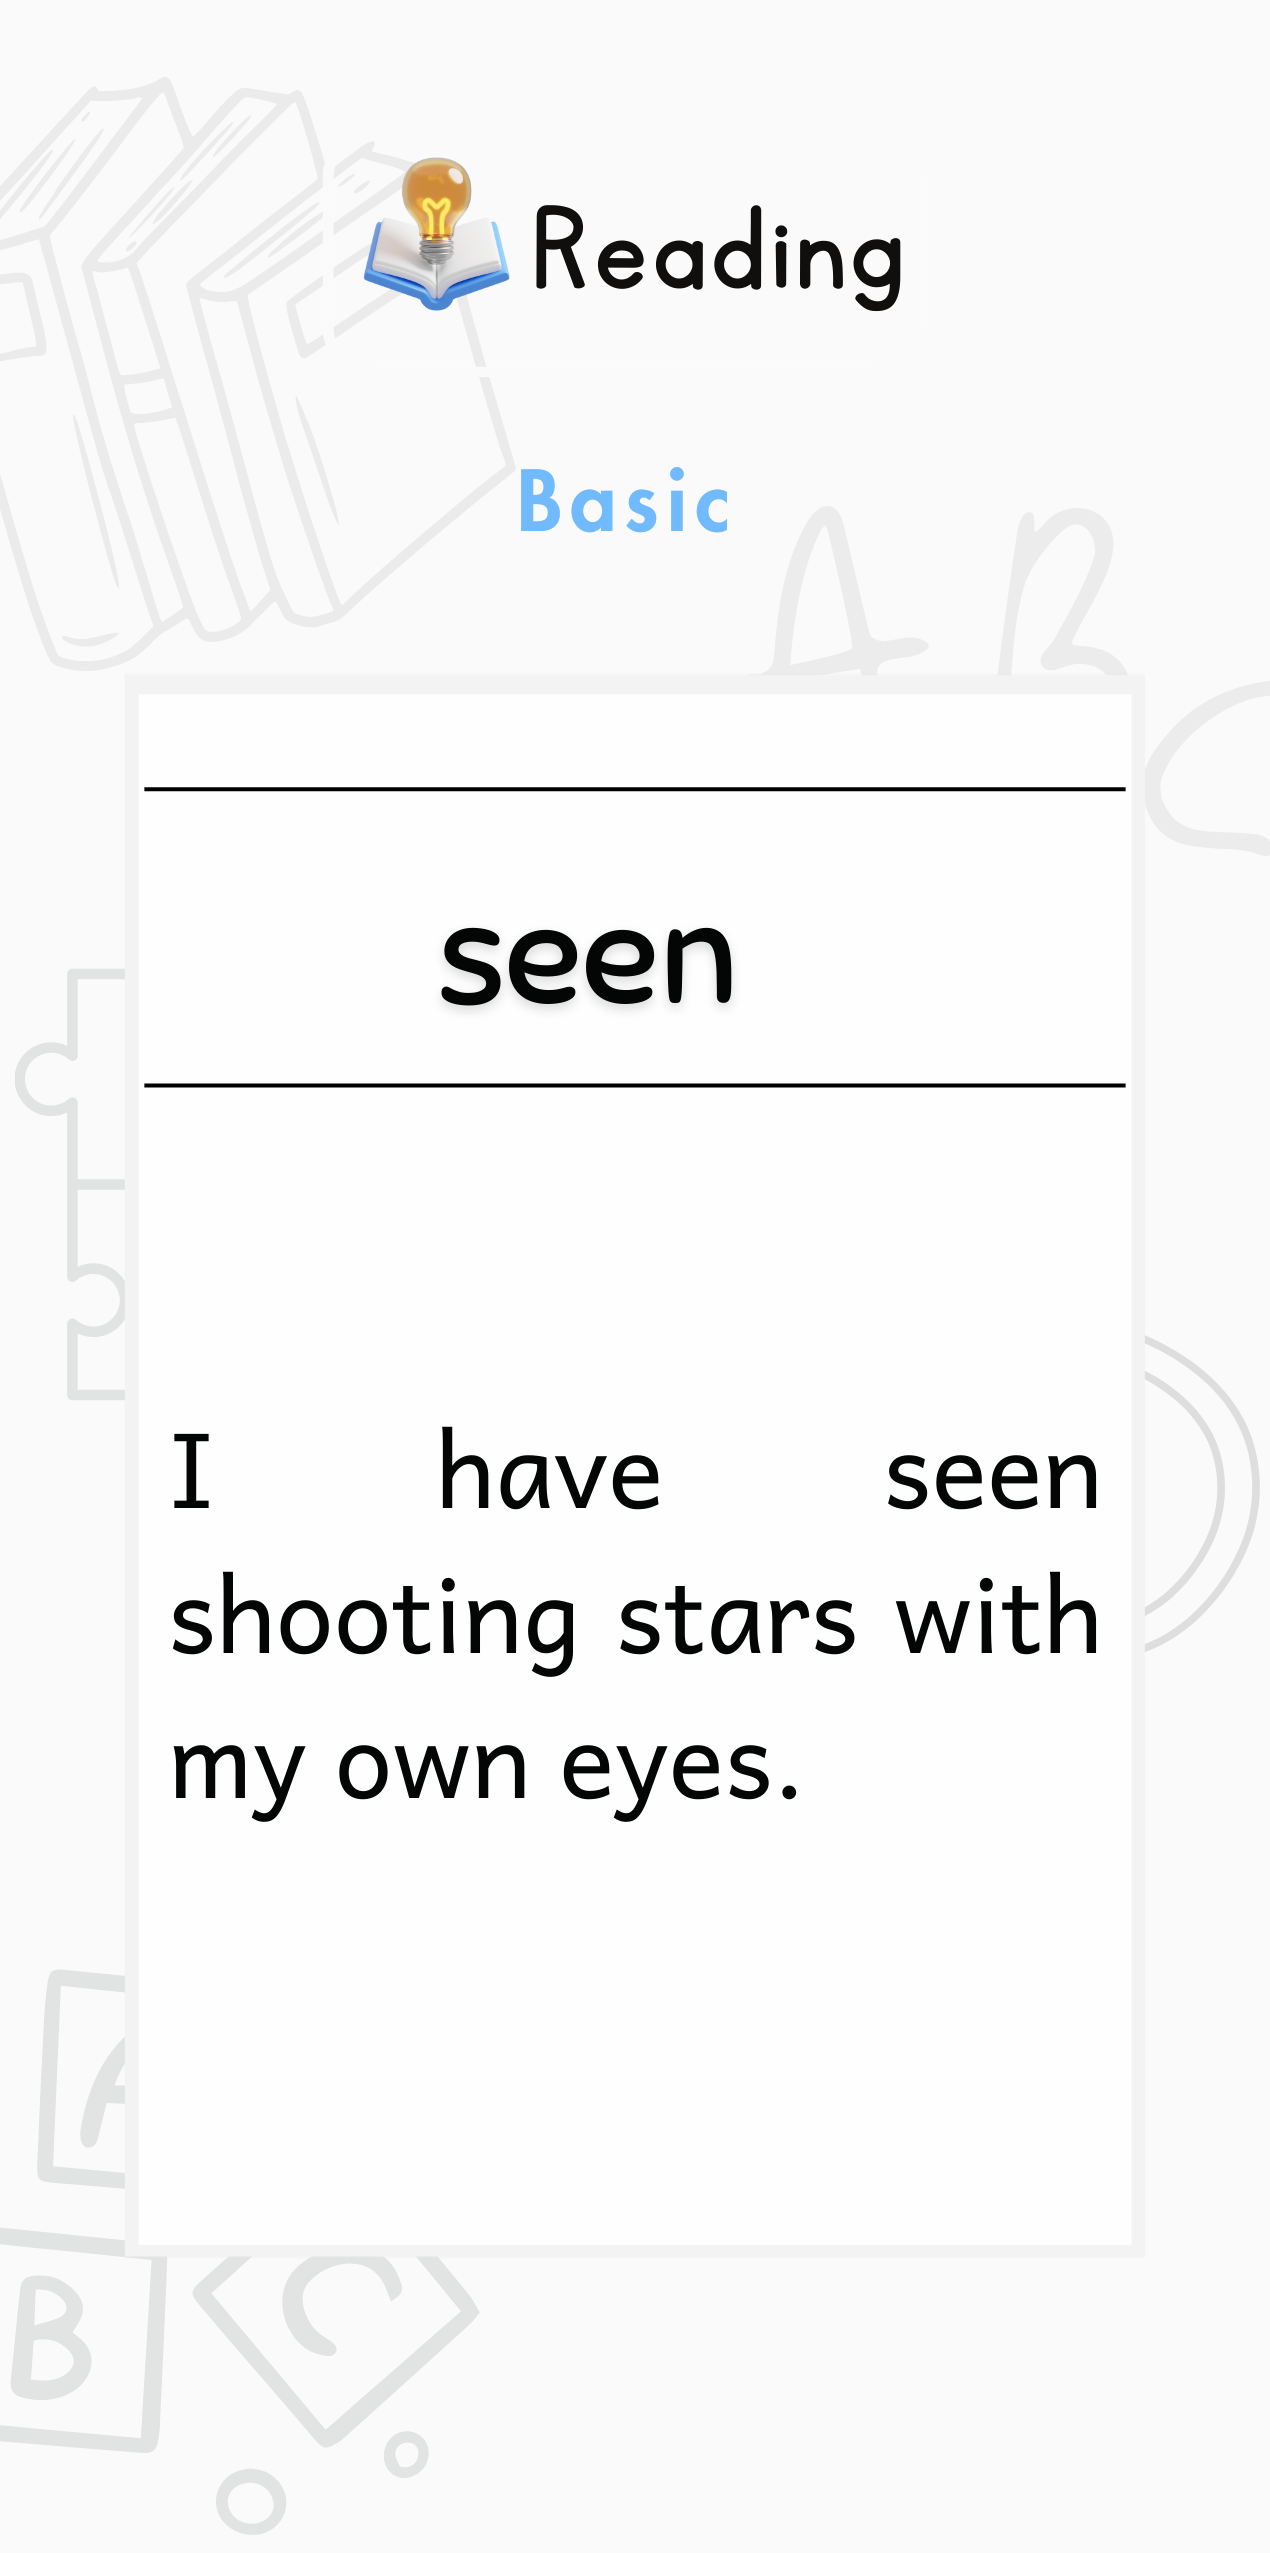 Reading
Basic
A B
C
seen
I have seen
shooting stars with
my own eyes.
A
B C